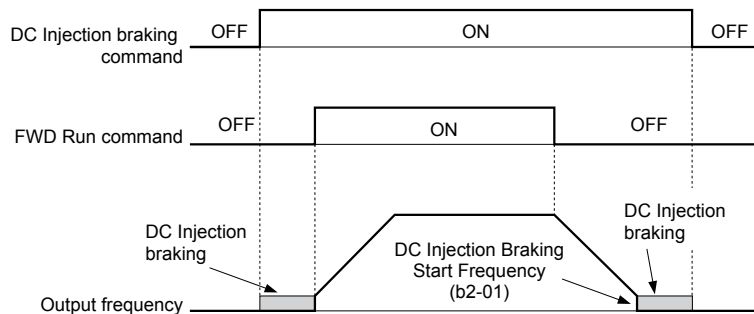 DC Injection braking
command
OFF
ON
OFF
FWD Run command
OFF
ON
OFF
DC Injection
braking
DC Injection Braking
Start Frequency
(b2-01)
DC Injection
braking
Output frequency